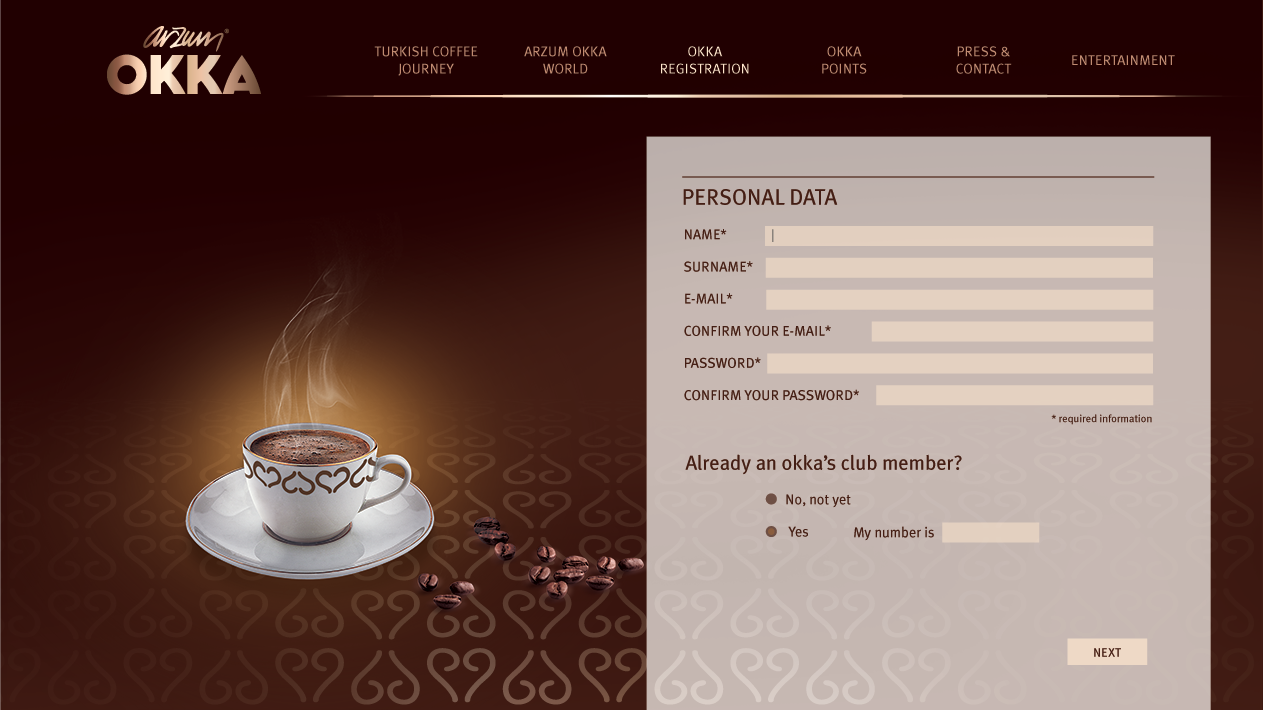 arzum®
OKKA
TURKISH COFFEE
JOURNEY
ARZUM OKKA
WORLD
OKKA
REGISTRATION
OKKA
POINTS
PRESS &
CONTACT
ENTERTAINMENT
PERSONAL DATA
NAME*
SURNAME*
E-MAIL*
CONFIRM YOUR E-MAIL*
PASSWORD*
CONFIRM YOUR PASSWORD*
* required information
Already an okka’s club member?
No, not yet
Yes My number is
NEXT